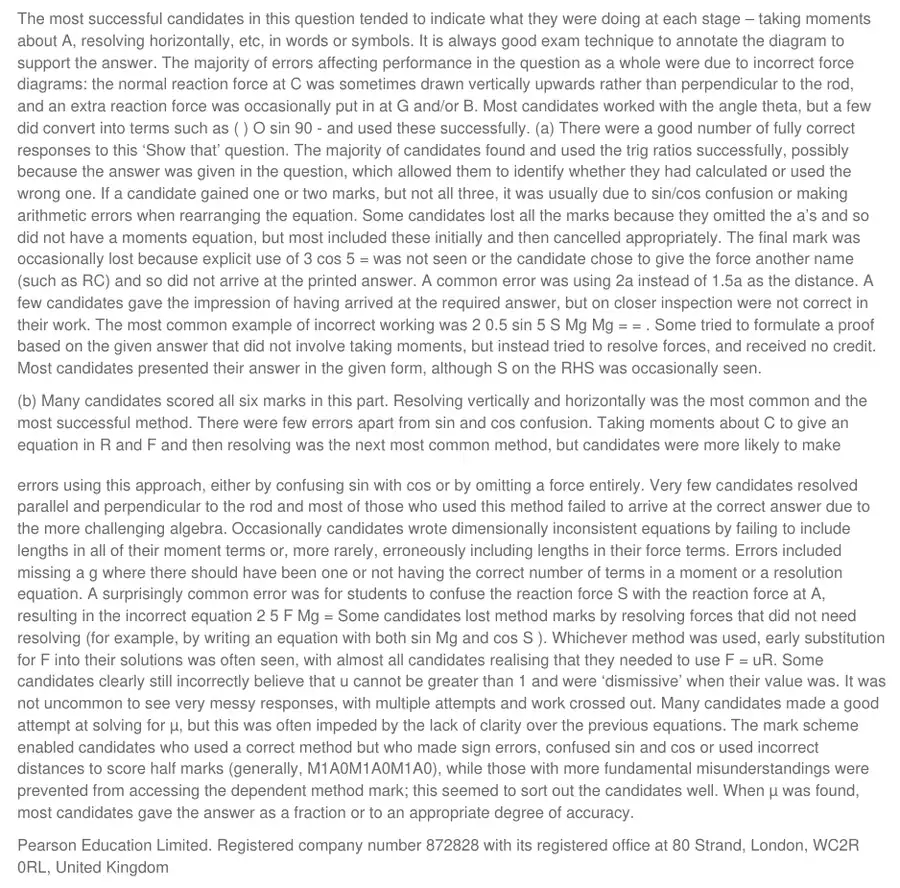 The most successful candidates in this question tended to indicate what they were doing at each stage – taking moments
about A, resolving horizontally, etc, in words or symbols. It is always good exam technique to annotate the diagram to
support the answer. The majority of errors affecting performance in the question as a whole were due to incorrect force
diagrams: the normal reaction force at C was sometimes drawn vertically upwards rather than perpendicular to the rod,
and an extra reaction force was occasionally put in at G and/or B. Most candidates worked with the angle theta, but a few
did convert into terms such as ( ) O sin 90 - and used these successfully. (a) There were a good number of fully correct
responses to this ‘Show that’ question. The majority of candidates found and used the trig ratios successfully, possibly
because the answer was given in the question, which allowed them to identify whether they had calculated or used the
wrong one. If a candidate gained one or two marks, but not all three, it was usually due to sin/cos confusion or making
arithmetic errors when rearranging the equation. Some candidates lost all the marks because they omitted the a’s and so
did not have a moments equation, but most included these initially and then cancelled appropriately. The final mark was
occasionally lost because explicit use of 3 cos 5 = was not seen or the candidate chose to give the force another name
(such as RC) and so did not arrive at the printed answer. A common error was using 2a instead of 1.5a as the distance. A
few candidates gave the impression of having arrived at the required answer, but on closer inspection were not correct in
their work. The most common example of incorrect working was 2 0.5 sin 5 S Mg Mg = = . Some tried to formulate a proof
based on the given answer that did not involve taking moments, but instead tried to resolve forces, and received no credit.
Most candidates presented their answer in the given form, although S on the RHS was occasionally seen.
(b) Many candidates scored all six marks in this part. Resolving vertically and horizontally was the most common and the
most successful method. There were few errors apart from sin and cos confusion. Taking moments about C to give an
equation in R and F and then resolving was the next most common method, but candidates were more likely to make
errors using this approach, either by confusing sin with cos or by omitting a force entirely. Very few candidates resolved
parallel and perpendicular to the rod and most of those who used this method failed to arrive at the correct answer due to
the more challenging algebra. Occasionally candidates wrote dimensionally inconsistent equations by failing to include
lengths in all of their moment terms or, more rarely, erroneously including lengths in their force terms. Errors included
missing a g where there should have been one or not having the correct number of terms in a moment or a resolution
equation. A surprisingly common error was for students to confuse the reaction force S with the reaction force at A,
resulting in the incorrect equation 2 5 F Mg = Some candidates lost method marks by resolving forces that did not need
resolving (for example, by writing an equation with both sin Mg and cos S ). Whichever method was used, early substitution
for F into their solutions was often seen, with almost all candidates realising that they needed to use F = uR. Some
candidates clearly still incorrectly believe that u cannot be greater than 1 and were ‘dismissive’ when their value was. It was
not uncommon to see very messy responses, with multiple attempts and work crossed out. Many candidates made a good
attempt at solving for µ, but this was often impeded by the lack of clarity over the previous equations. The mark scheme
enabled candidates who used a correct method but who made sign errors, confused sin and cos or used incorrect
distances to score half marks (generally, M1A0M1A0M1A0), while those with more fundamental misunderstandings were
prevented from accessing the dependent method mark; this seemed to sort out the candidates well. When µ was found,
most candidates gave the answer as a fraction or to an appropriate degree of accuracy.
Pearson Education Limited. Registered company number 872828 with its registered office at 80 Strand, London, WC2R
0RL, United Kingdom